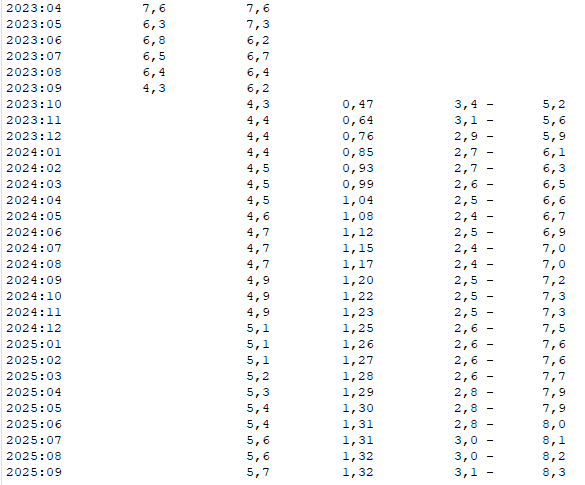 2023:04 7,6 7,6
2023:05 6,3 7,3
2023:06 6,8 6,2
2023:07 6,5 6,7
2023:08 6,4 6,4
2023:09 4,3 6,2
2023:10 4,3 0,47 3,4 - 5,2
2023:11 4,4 0,64 3,1 - 5,6
2023:12 4,4 0,76 2,9 - 5,9
2024:01 4,4 0,85 2,7 - 6,1
2024:02 4,5 0,93 2,7 - 6,3
2024:03 4,5 0,99 2,6 - 6,5
2024:04 4,5 1,04 2,5 - 6,6
2024:05 4,6 1,08 2,4 - 6,7
2024:06 4,7 1,12 2,5 - 6,9
2024:07 4,7 1,15 2,4 - 7,0
2024:08 4,7 1,17 2,4 - 7,0
2024:09 4,9 1,20 2,5 - 7,2
2024:10 4,9 1,22 2,5 - 7,3
2024:11 4,9 1,23 2,5 - 7,3
2024:12 5,1 1,25 2,6 - 7,5
2025:01 5,1 1,26 2,6 - 7,6
2025:02 5,1 1,27 2,6 - 7,6
2025:03 5,2 1,28 2,6 - 7,7
2025:04 5,3 1,29 2,8 - 7,9
2025:05 5,4 1,30 2,8 - 7,9
2025:06 5,4 1,31 2,8 - 8,0
2025:07 5,6 1,31 3,0 - 8,1
2025:08 5,6 1,32 3,0 - 8,2
2025:09 5,7 1,32 3,1 - 8,3